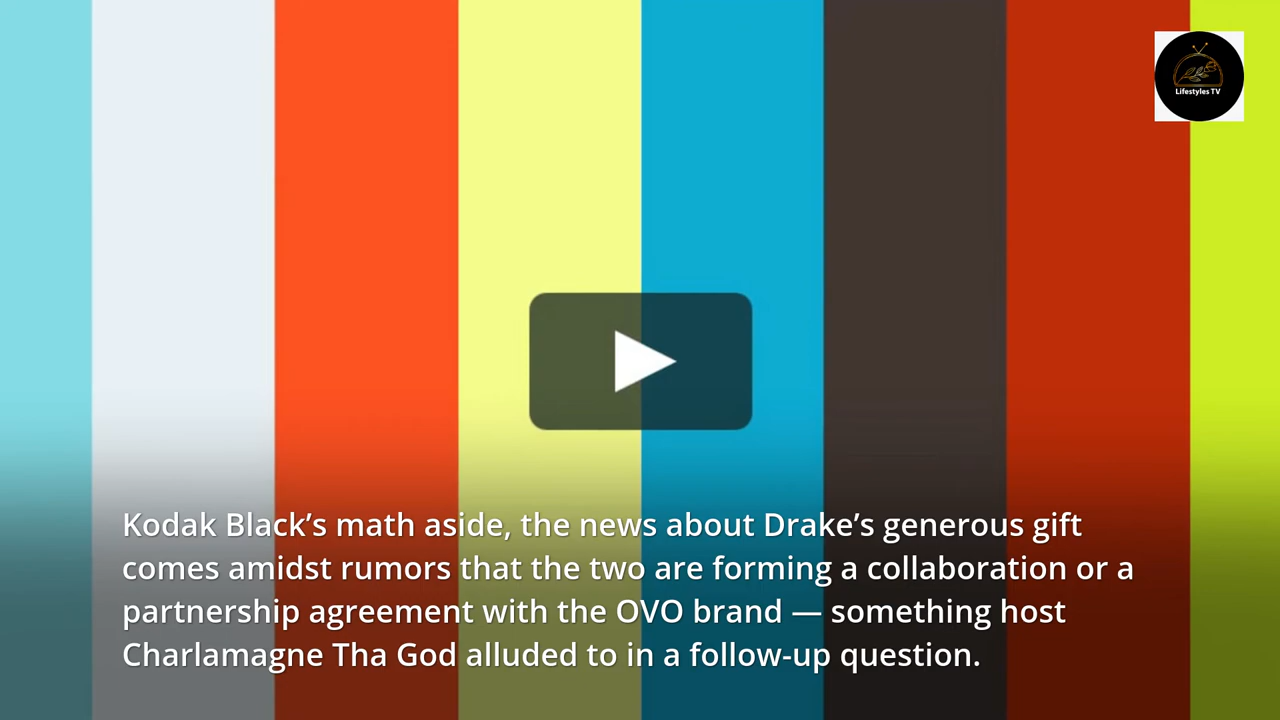 Lifestyles TV
Kodak Black’s math aside, the news about Drake’s generous gift
comes amidst rumors that the two are forming a collaboration or a
partnership agreement with the OVO brand — something host
Charlamagne Tha God alluded to in a follow-up question.